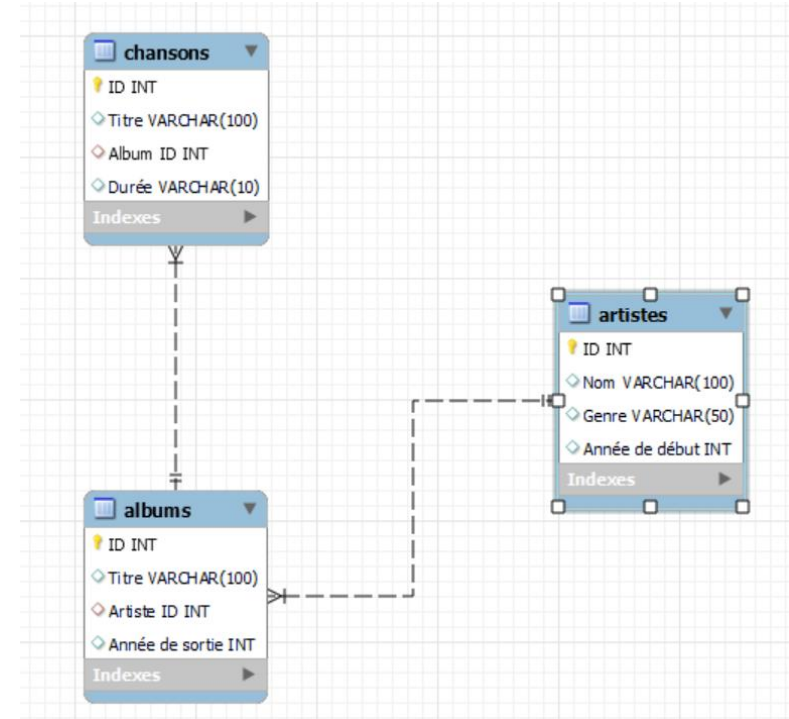 chansons
ID INT
Titre VARCHAR(100)
Album ID INT
Durée VARCHAR(10)
Indexes
artistes
ID INT
Nom VARCHAR(100)
Genre VARCHAR(50)
Année de début INT
Indexes
albums
ID INT
Titre VARCHAR(100)
Artiste ID INT
Année de sortie INT
Indexes